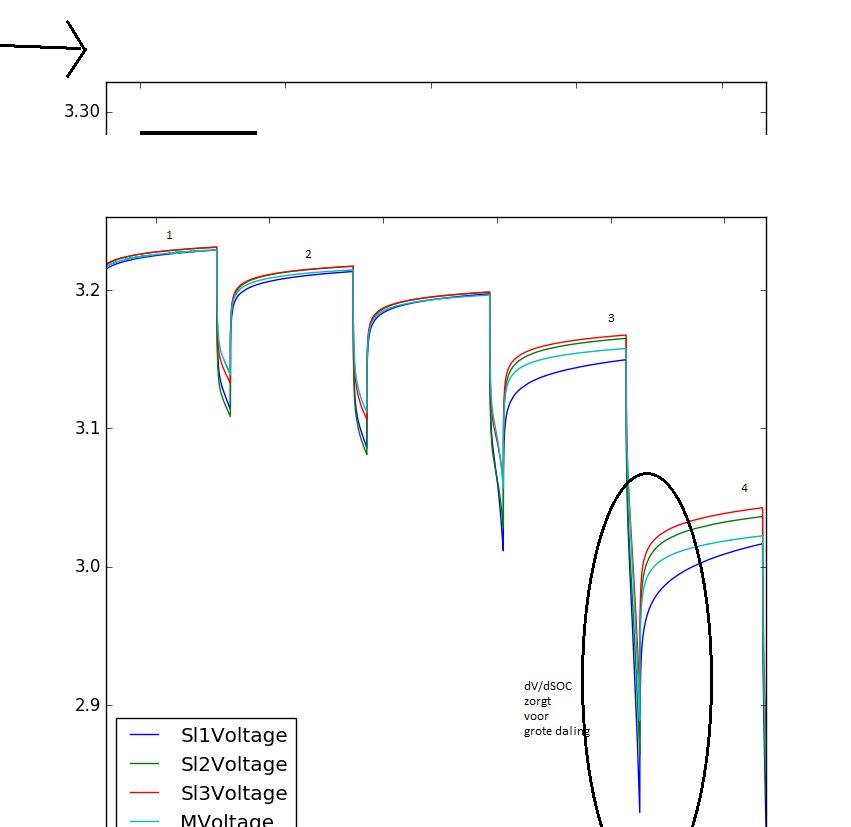 3.30
1
2
3.2
3
3.1
4
3.0
dV/dSOC
zorgt
voor
grote daling
2.9
Sl1Voltage
Sl2Voltage
Sl3Voltage
MVoltage